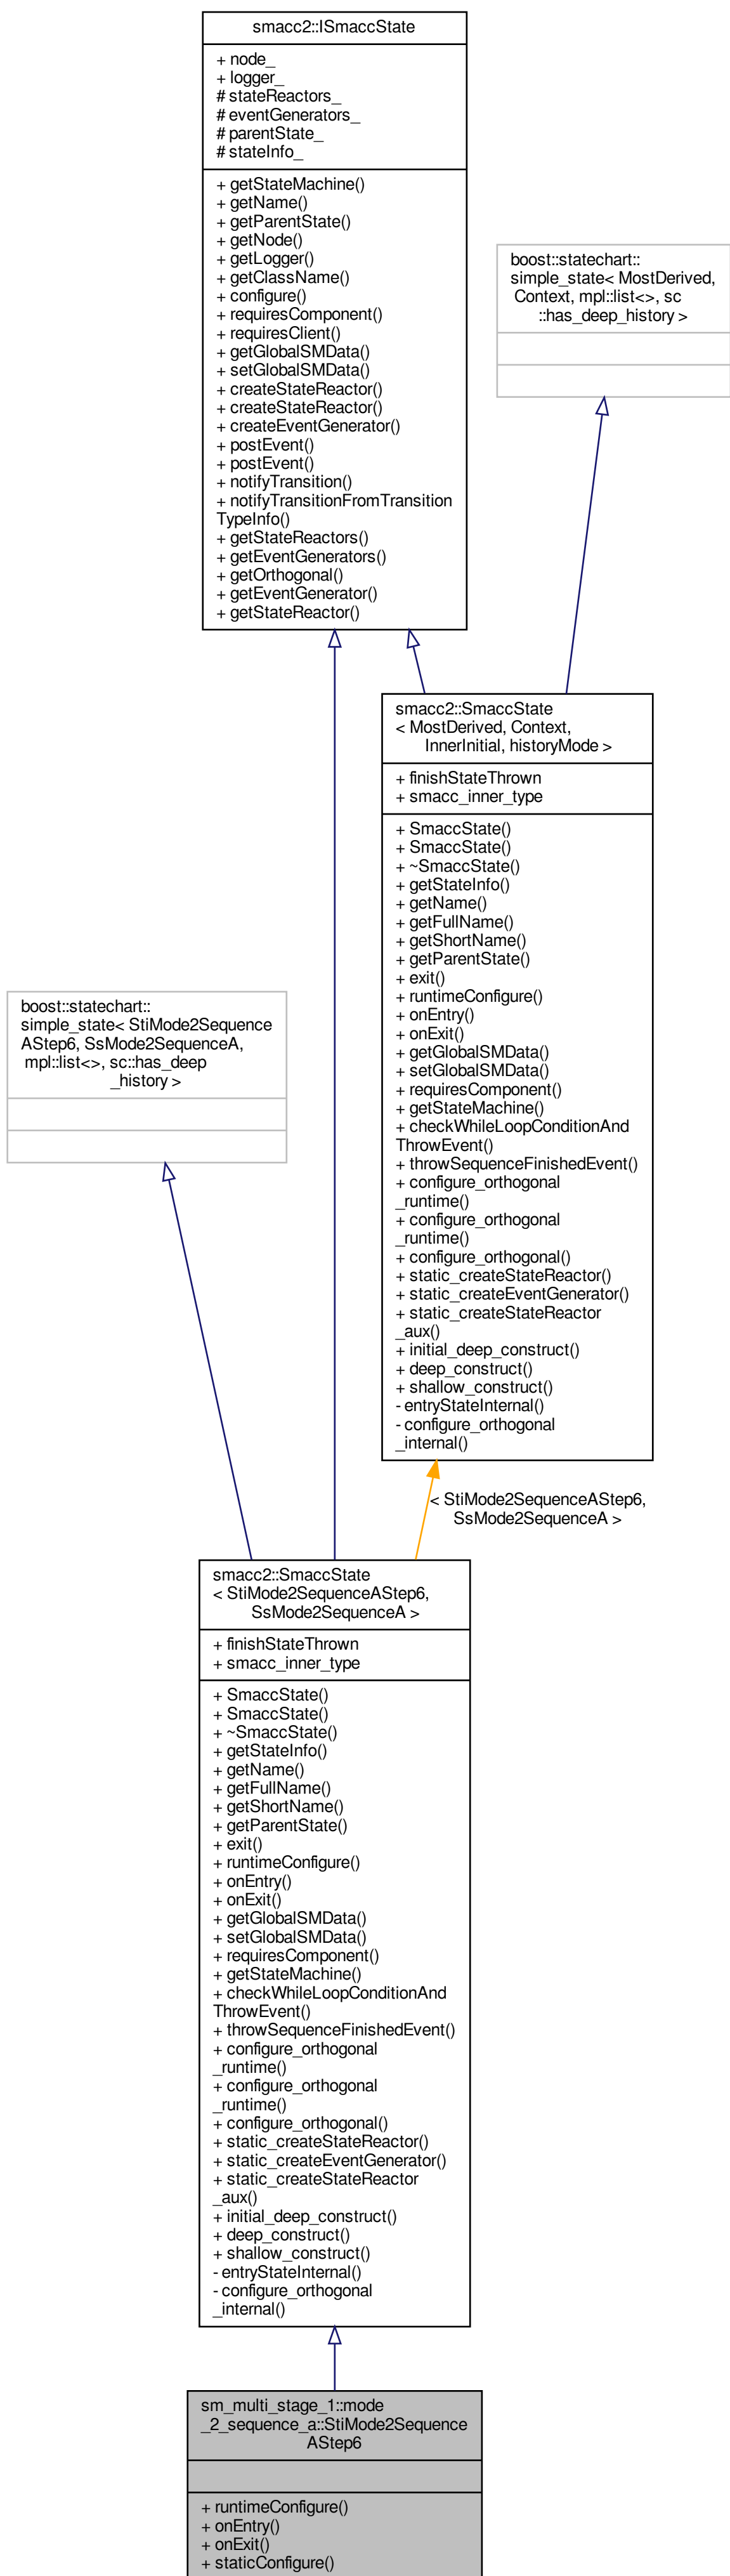 smacc2::ISmaccState
+ node_
+ logger_
# stateReactors_
# eventGenerators_
# parentState_
# stateInfo_
+ getStateMachine()
+ getName()
+ getParentState()
+ getNode()
+ getLogger()
+ getClassName()
+ configure()
+ requiresComponent()
+ requiresClient()
+ getGlobalSMData()
+ setGlobalSMData()
+ createStateReactor()
+ createStateReactor()
+ createEventGenerator()
+ postEvent()
+ postEvent()
+ notifyTransition()
+ notifyTransitionFromTransition
TypeInfo()
+ getStateReactors()
+ getEventGenerators()
+ getOrthogonal()
+ getEventGenerator()
+ getStateReactor()
boost::statechart::
simple_state< MostDerived,
Context, mpl::list<>, sc
::has_deep_history >
smacc2::SmaccState
< MostDerived, Context,
InnerInitial, historyMode >
+ finishStateThrown
+ smacc_inner_type
+ SmaccState()
+ SmaccState()
+ ~SmaccState()
+ getStateInfo()
+ getName()
+ getFullName()
+ getShortName()
+ getParentState()
+ exit()
+ runtimeConfigure()
+ onEntry()
+ onExit()
+ getGlobalSMData()
+ setGlobalSMData()
+ requiresComponent()
+ getStateMachine()
+ checkWhileLoopConditionAnd
ThrowEvent()
+ throwSequenceFinishedEvent()
+ configure_orthogonal
_runtime()
+ configure_orthogonal
_runtime()
+ configure_orthogonal()
+ static_createStateReactor()
+ static_createEventGenerator()
+ static_createStateReactor
_aux()
+ initial_deep_construct()
+ deep_construct()
+ shallow_construct()
- entryStateInternal()
- configure_orthogonal
_internal()
boost::statechart::
simple_state< StiMode2Sequence
AStep6, SsMode2SequenceA,
mpl::list<>, sc::has_deep
_history >
< StiMode2SequenceAStep6,
SsMode2SequenceA >
smacc2::SmaccState
< StiMode2SequenceAStep6,
SsMode2SequenceA >
+ finishStateThrown
+ smacc_inner_type
+ SmaccState()
+ SmaccState()
+ ~SmaccState()
+ getStateInfo()
+ getName()
+ getFullName()
+ getShortName()
+ getParentState()
+ exit()
+ runtimeConfigure()
+ onEntry()
+ onExit()
+ getGlobalSMData()
+ setGlobalSMData()
+ requiresComponent()
+ getStateMachine()
+ checkWhileLoopConditionAnd
ThrowEvent()
+ throwSequenceFinishedEvent()
+ configure_orthogonal
_runtime()
+ configure_orthogonal
_runtime()
+ configure_orthogonal()
+ static_createStateReactor()
+ static_createEventGenerator()
+ static_createStateReactor
_aux()
+ initial_deep_construct()
+ deep_construct()
+ shallow_construct()
- entryStateInternal()
- configure_orthogonal
_internal()
sm_multi_stage_1::mode
_2_sequence_a::StiMode2Sequence
AStep6
+ runtimeConfigure()
+ onEntry()
+ onExit()
+ staticConfigure()